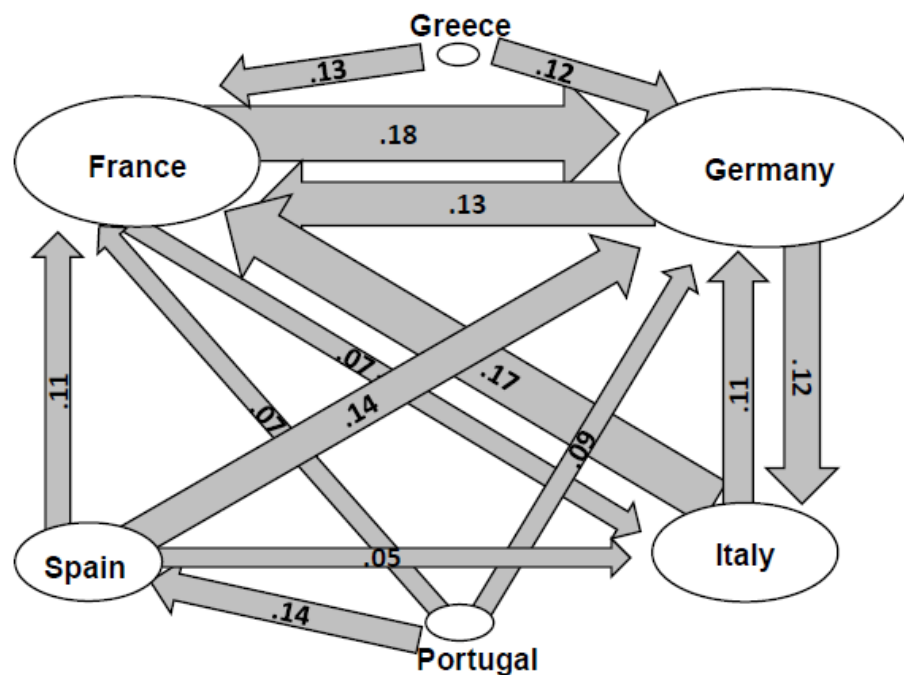 Greece
.13
.12
.18
France
Germany
.13
.11
.07.
.17
.11
.12
.07
.14
.09
Spain
.05
Italy
.14
Portugal